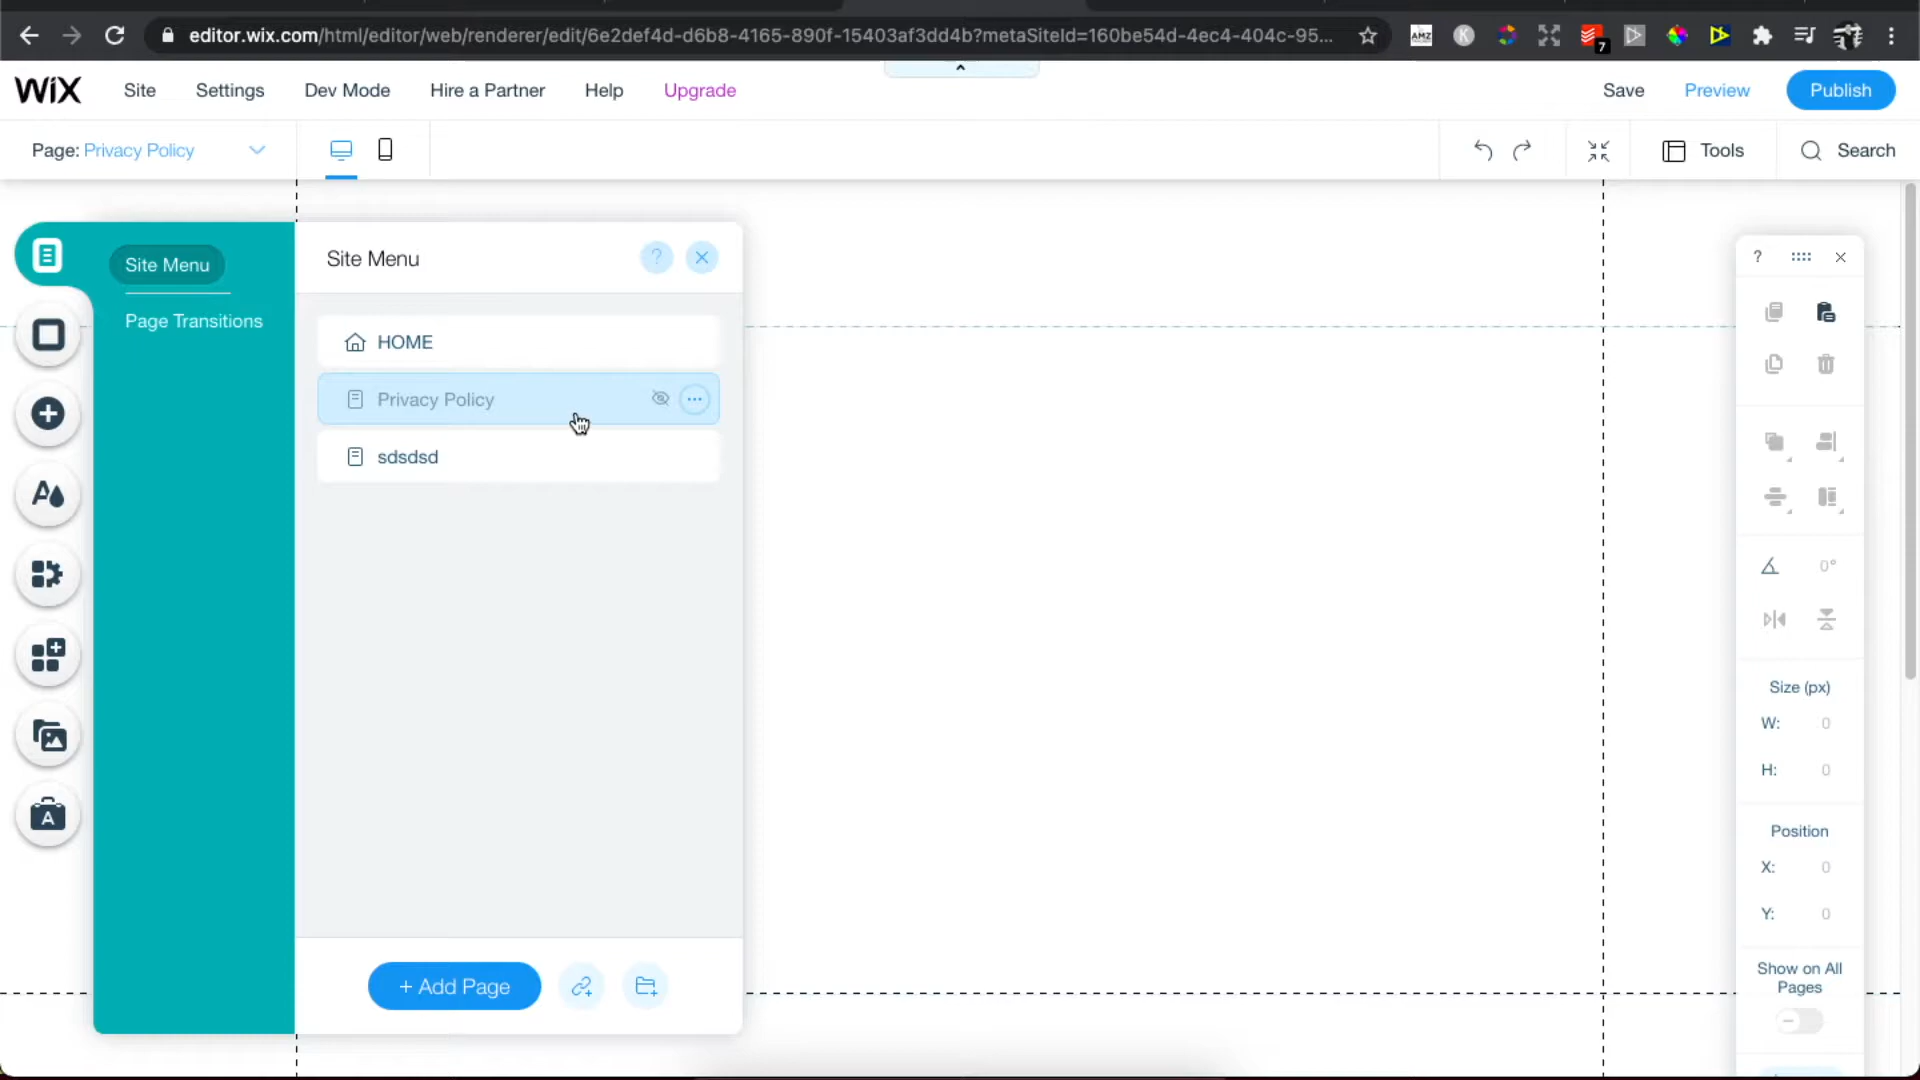 editor.wix.com/html/editor/web/renderer/edit/6e2def4d-d6b8-4165-890f-15403af3dd4b?metaSiteId=160be54d-4ec4-404c-95...
AMZ
K
7
WiX
Site
Settings
Dev Mode
Hire a Partner
Help
Upgrade
Save
Preview
Publish
Page: Privacy Policy
Tools
Search
Site Menu
Page Transitions
Site Menu
?
HOME
Privacy Policy
sdsdsd
+ Add Page
A
A
?
0°
Size (px)
W: 0
H: 0
Position
X: 0
Y: 0
Show on All
Pages